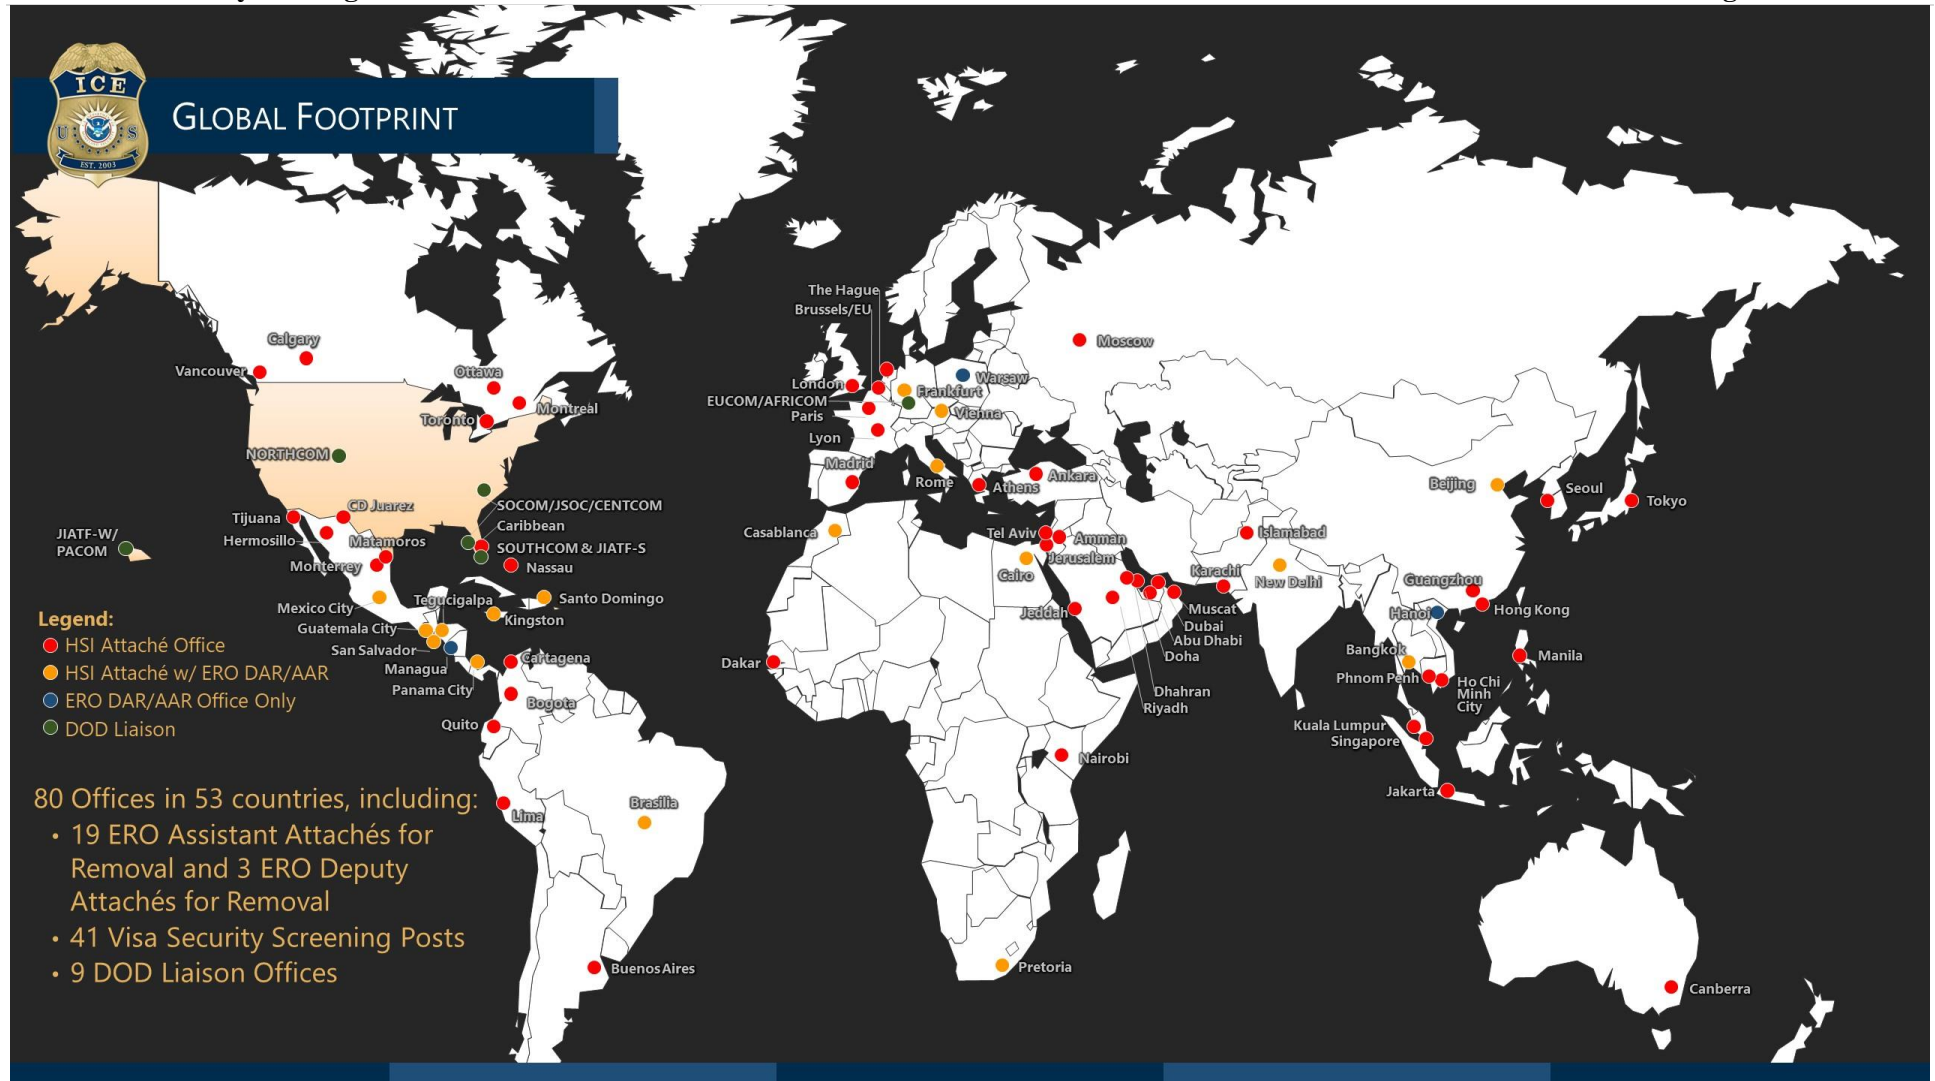 ICE
U S
EST. 2003
GLOBAL FOOTPRINT
The Hague
Brussels/EU
Calgary
Moscow
Vancouver
Ottawa
Warsaw
London
Frankfurt
EUCOM/AFRICOM
Montreal
Vienna
Paris
Toronto
Lyon
NORTHCOM
Madrid
Ankara
Rome
Athens
Beijing
Seoul
Tokyo
SOCOM/JSOC/CENTCOM
CD Juarez
Tijuana
Caribbean
Hermosillo
Casablanca
Tel Aviv
Islamabad
JIATF-W/
PACOM
Matamoros
SOUTHCOM & JIATF-S
Amman
Jerusalem
Monterrey
Nassau
Cairo
Karachi
New Delhi
Guangzhou
Mexico City
Tegucigalpa
Santo Domingo
Kingston
Jeddah
Muscat
Hanoi
Hong Kong
Guatemala City
Dubai
San Salvador
Abu Dhabi
Bangkok
Manila
Managua
Cartagena
Dakar
Doha
Panama City
Phnom Penh
Ho Chi
Minh
City
Dhahran
Riyadh
Bogota
Quito
Kuala Lumpur
Singapore
Nairobi
Jakarta
Lima
Brasilia
Buenos Aires
Pretoria
Canberra
Legend:
HSI Attaché Office
HSI Attaché w/ ERO DAR/AAR
ERO DAR/AAR Office Only
DOD Liaison
80 Offices in 53 countries, including:
• 19 ERO Assistant Attachés for
Removal and 3 ERO Deputy
Attachés for Removal
• 41 Visa Security Screening Posts
• 9 DOD Liaison Offices